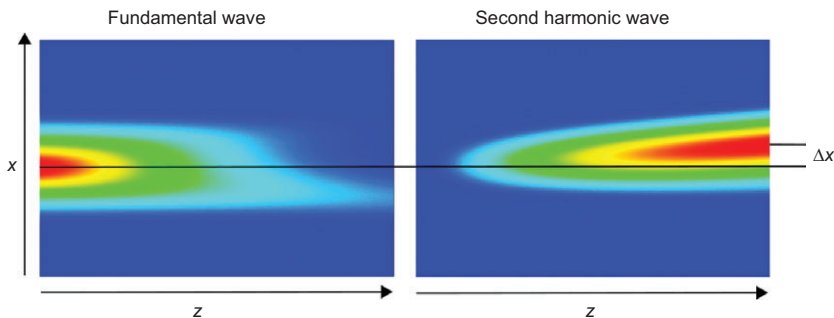 Fundamental wave
Second harmonic wave
x
Δx
z
z